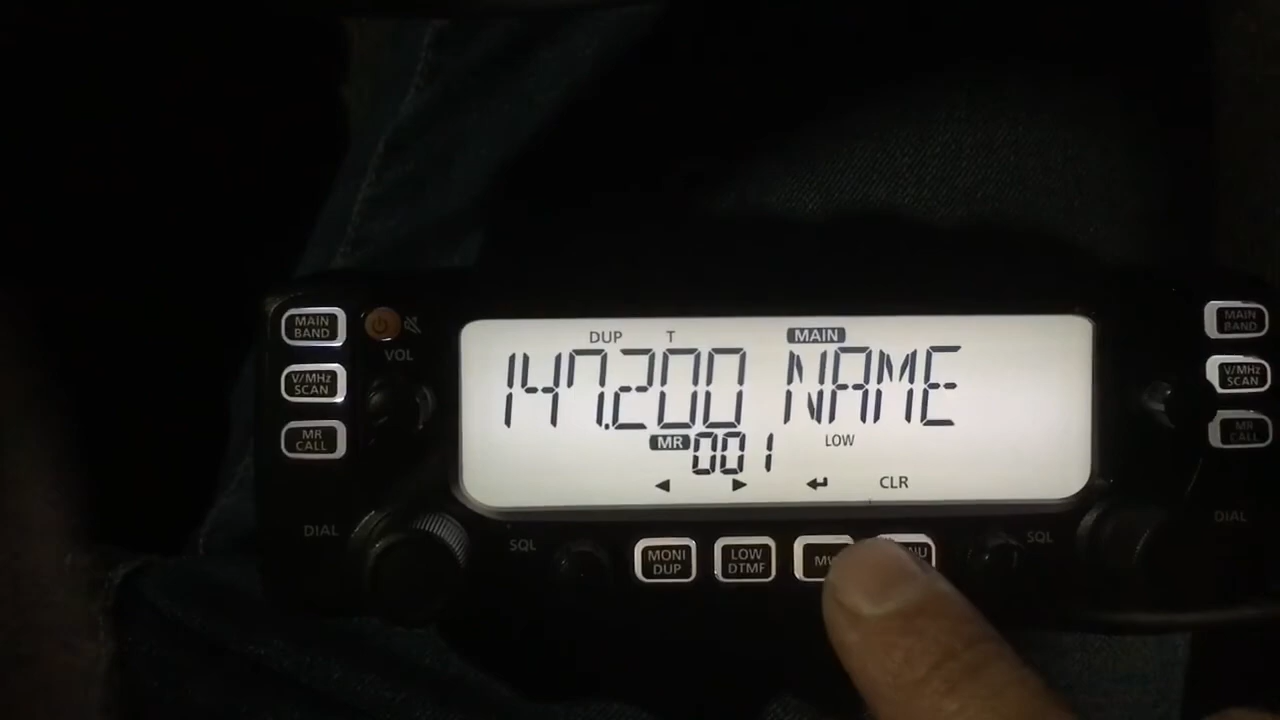 MAIN
BAND
VOL
V/MHz
SCAN
MR
CALL
DIAL
SQL
DUP T MAIN
147.200 NAME
MR 001 LOW
◀ ▶ ↵ CLR
MONI
DUP
LOW
DTMF
SQL
MAIN
BAND
V/MHz
SCAN
MR
CALL
DIAL